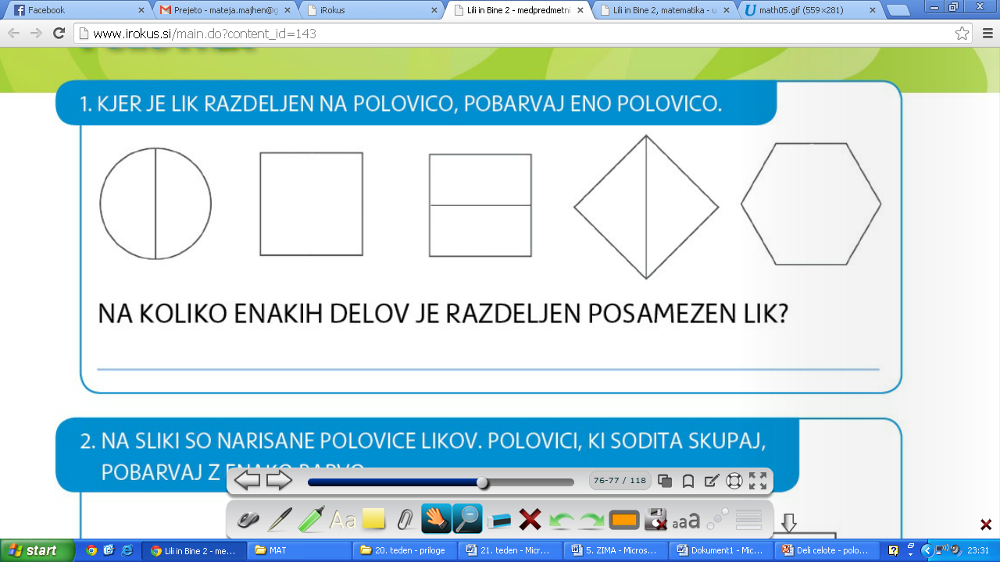 Facebook
Prejeto - mateja.majhen@g
iRokus
Lili in Bine 2 - medpredmetni
Lili in Bine 2, matematika - u
math05.gif (559×281)
www.irokus.si/main.do?content_id=143
1. KJER JE LIK RAZDELJEN NA POLOVICO, POBARVAJ ENO POLOVICO.
NA KOLIKO ENAKIH DELOV JE RAZDELJEN POSAMEZEN LIK?
2. NA SLIKI SO NARISANE POLOVICE LIKOV. POLOVICI, KI SODITA SKUPAJ,
POBARVAJ Z ENAKO BARVO.
76-77 / 118
Aa
aaa
start
Lili in Bine 2 - me...
MAT
20. teden - priloge
21. teden - Micros...
5. ZIMA - Microsof...
Dokument1 - Micr...
Deli celote - polo...
23:31